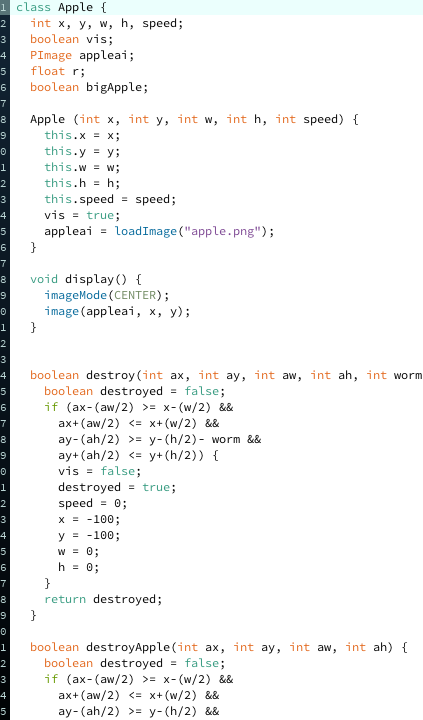 1 class Apple {
2 int x, y, w, h, speed;
3 boolean vis;
4 PImage appleai;
5 float r;
6 boolean bigApple;
7
8 Apple (int x, int y, int w, int h, int speed) {
9 this.x = x;
0 this.y = y;
1 this.w = w;
2 this.h = h;
3 this.speed = speed;
4 vis = true;
5 appleai = loadImage("apple.png");
6 }
7
8 void display() {
9 imageMode(CENTER);
0 image(appleai, x, y);
1 }
2
3
4 boolean destroy(int ax, int ay, int aw, int ah, int worm
5 boolean destroyed = false;
6 if (ax-(aw/2) >= x-(w/2) &&
7 ax+(aw/2) <= x+(w/2) &&
8 ay-(ah/2) >= y-(h/2)- worm &&
9 ay+(ah/2) <= y+(h/2)) {
0 vis = false;
1 destroyed = true;
2 speed = 0;
3 x = -100;
4 y = -100;
5 w = 0;
6 h = 0;
7 }
8 return destroyed;
9 }
0
1 boolean destroyApple(int ax, int ay, int aw, int ah) {
2 boolean destroyed = false;
3 if (ax-(aw/2) >= x-(w/2) &&
4 ax+(aw/2) <= x+(w/2) &&
5 ay-(ah/2) >= y-(h/2) &&